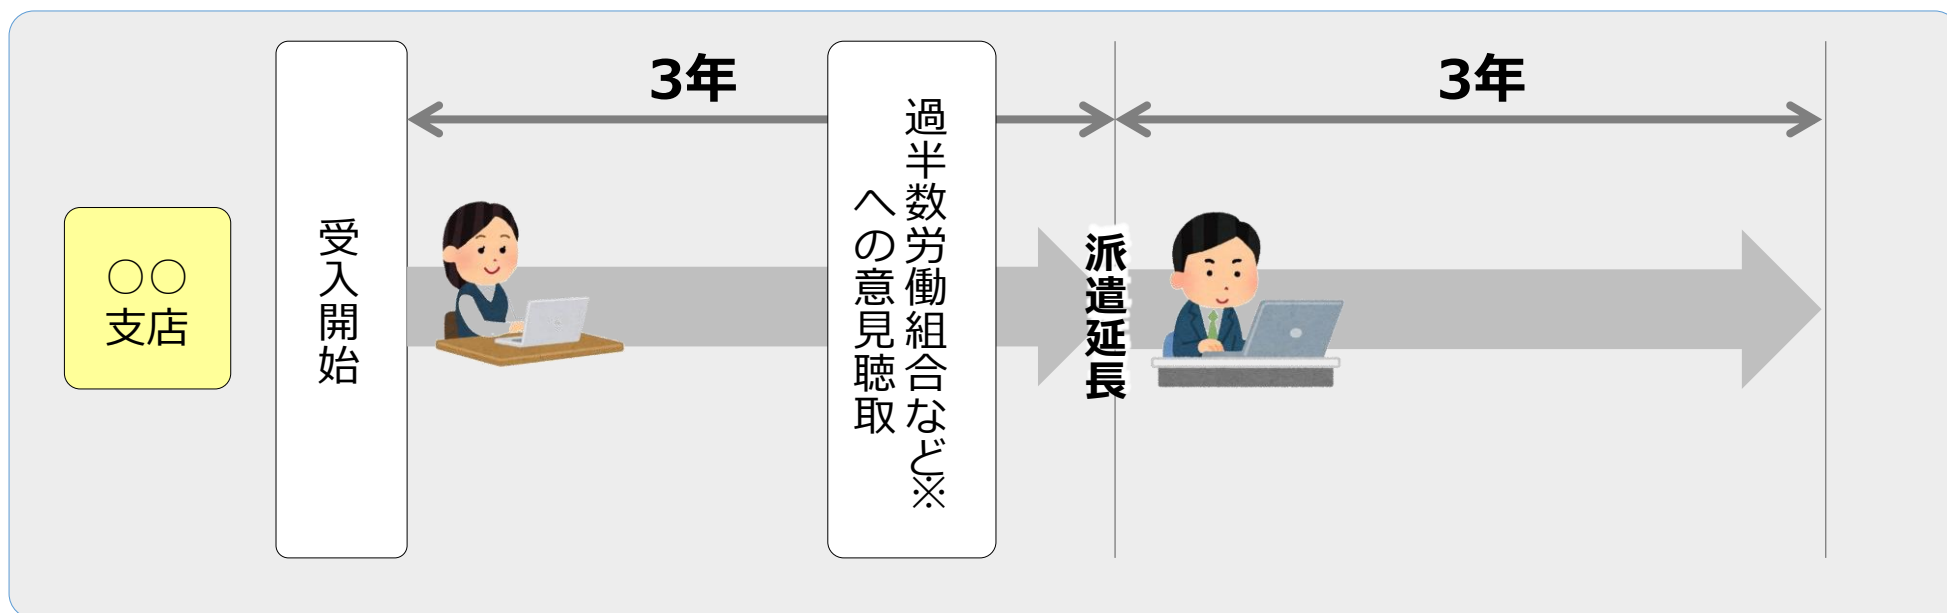 ○○
支店
受入開始
3年
過半数労働組合など※
への意見聴取
派遣延長
3年